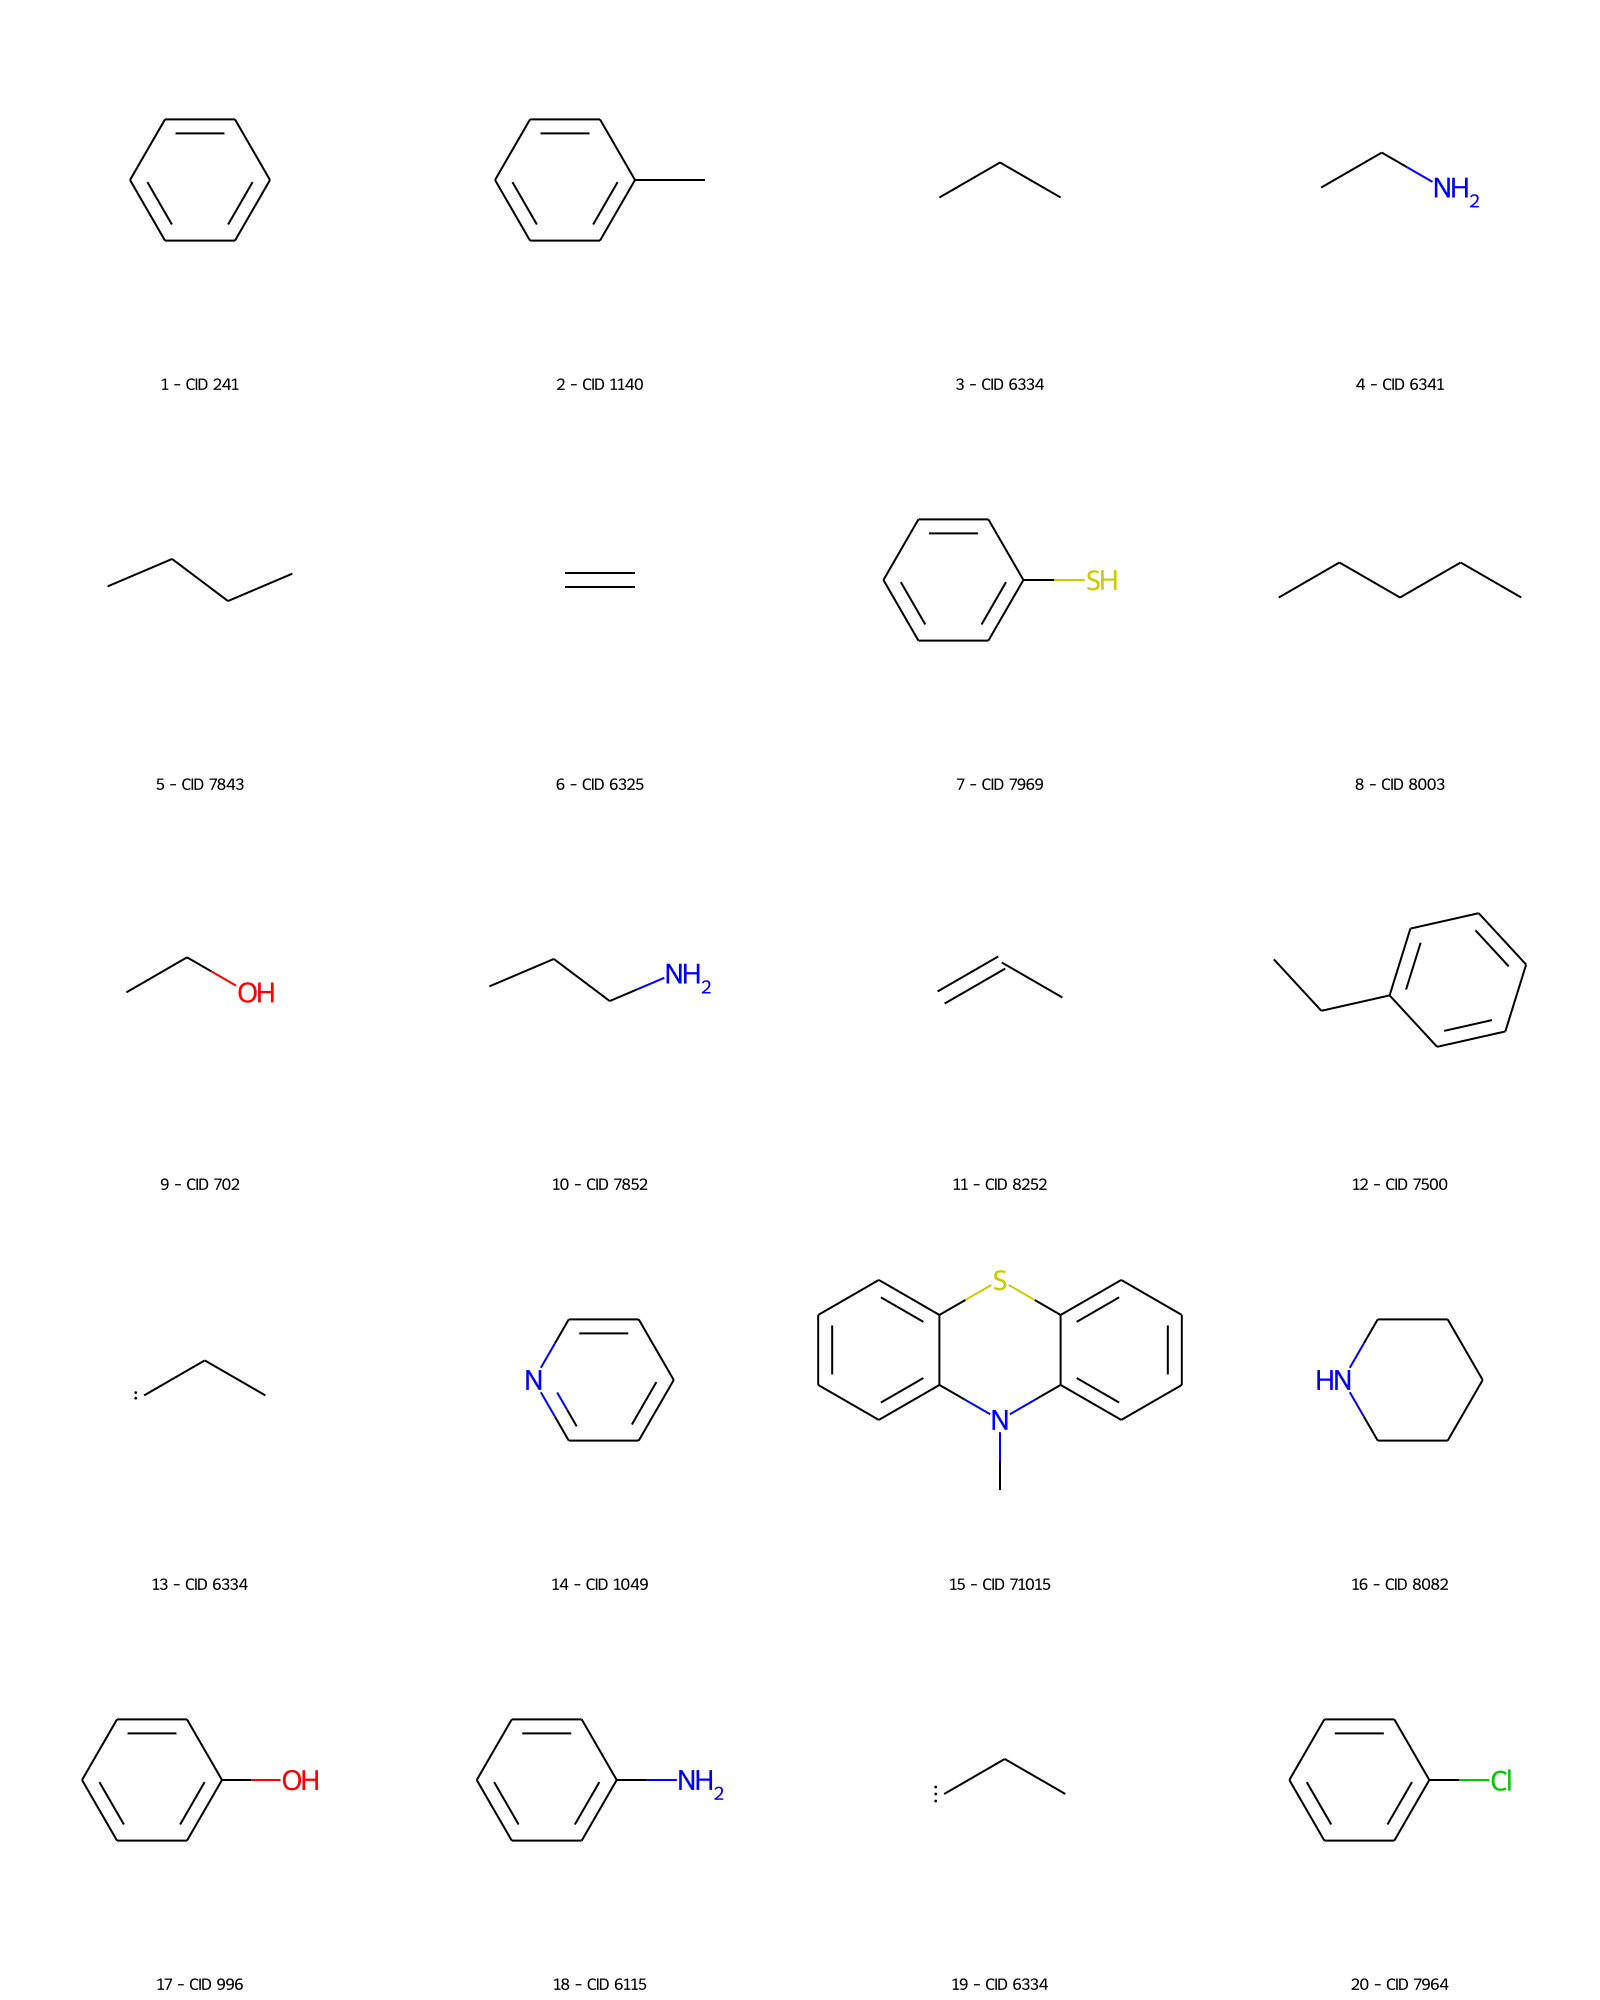 NH2
1 - CID 241
2 - CID 1140
3 - CID 6334
4 - CID 6341
SH
5 - CID 7843
6 - CID 6325
7 - CID 7969
8 - CID 8003
OH
NH2
9 - CID 702
10 - CID 7852
11 - CID 8252
12 - CID 7500
S
N
HN
N
13 - CID 6334
14 - CID 1049
15 - CID 71015
16 - CID 8082
OH
NH2
Cl
17 - CID 996
18 - CID 6115
19 - CID 6334
20 - CID 7964